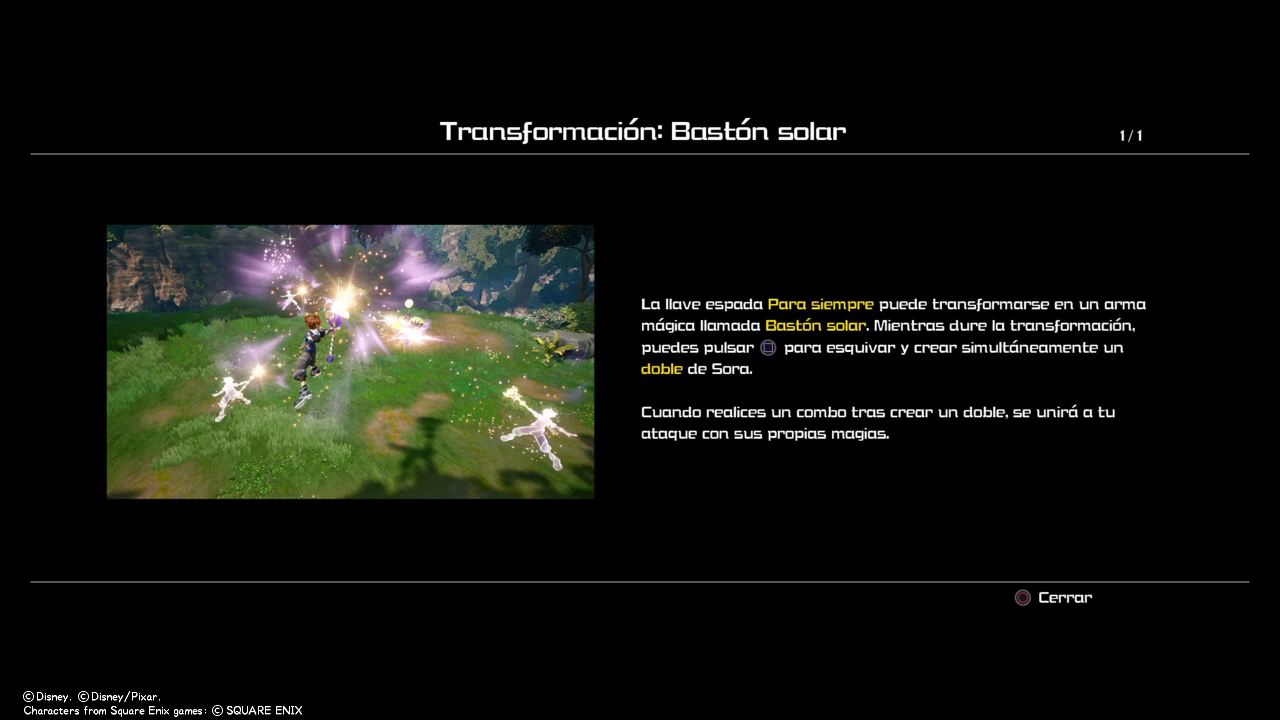 Transformación: Bastón solar
1/1
La llave espada Para siempre puede transformarse en un arma
mágica llamada Bastón solar. Mientras dure la transformación,
puedes pulsar para esquivar y crear simultáneamente un
doble de Sora.
Cuando realices un combo tras crear un doble, se unirá a tu
ataque con sus propias magias.
Cerrar
©Disney. ©Disney/Pixar.
Characters from Square Enix games: © SQUARE ENIX